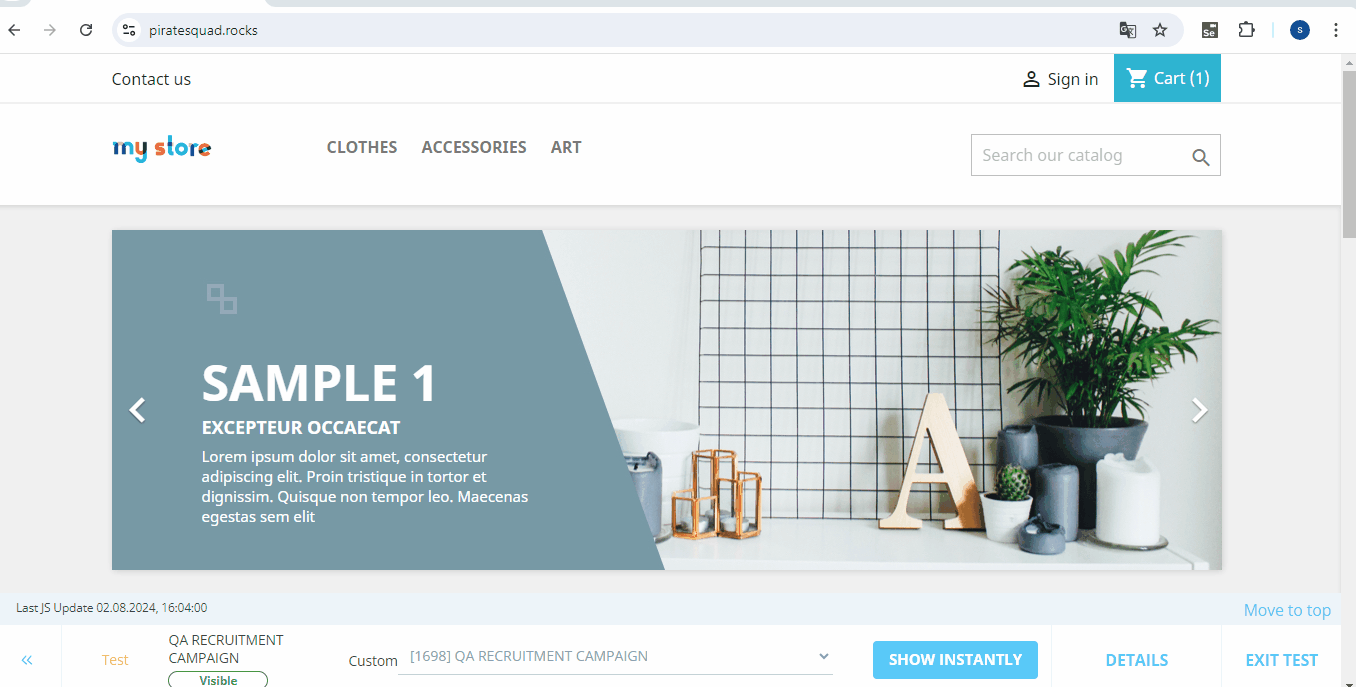 piratesquad.rocks
Se
S
Contact us
Sign in
Cart (1)
my store
CLOTHES
ACCESSORIES
ART
Search our catalog
SAMPLE 1
EXCEPTEUR OCCAECAT
Lorem ipsum dolor sit amet, consectetur
adipiscing elit. Proin tristique in tortor et
dignissim. Quisque non tempor leo. Maecenas
egestas sem elit
A
Last JS Update 02.08.2024, 16:04:00
Move to top
«
Test
QA RECRUITMENT
CAMPAIGN
Visible
Custom
[1698] QA RECRUITMENT CAMPAIGN
SHOW INSTANTLY
DETAILS
EXIT TEST